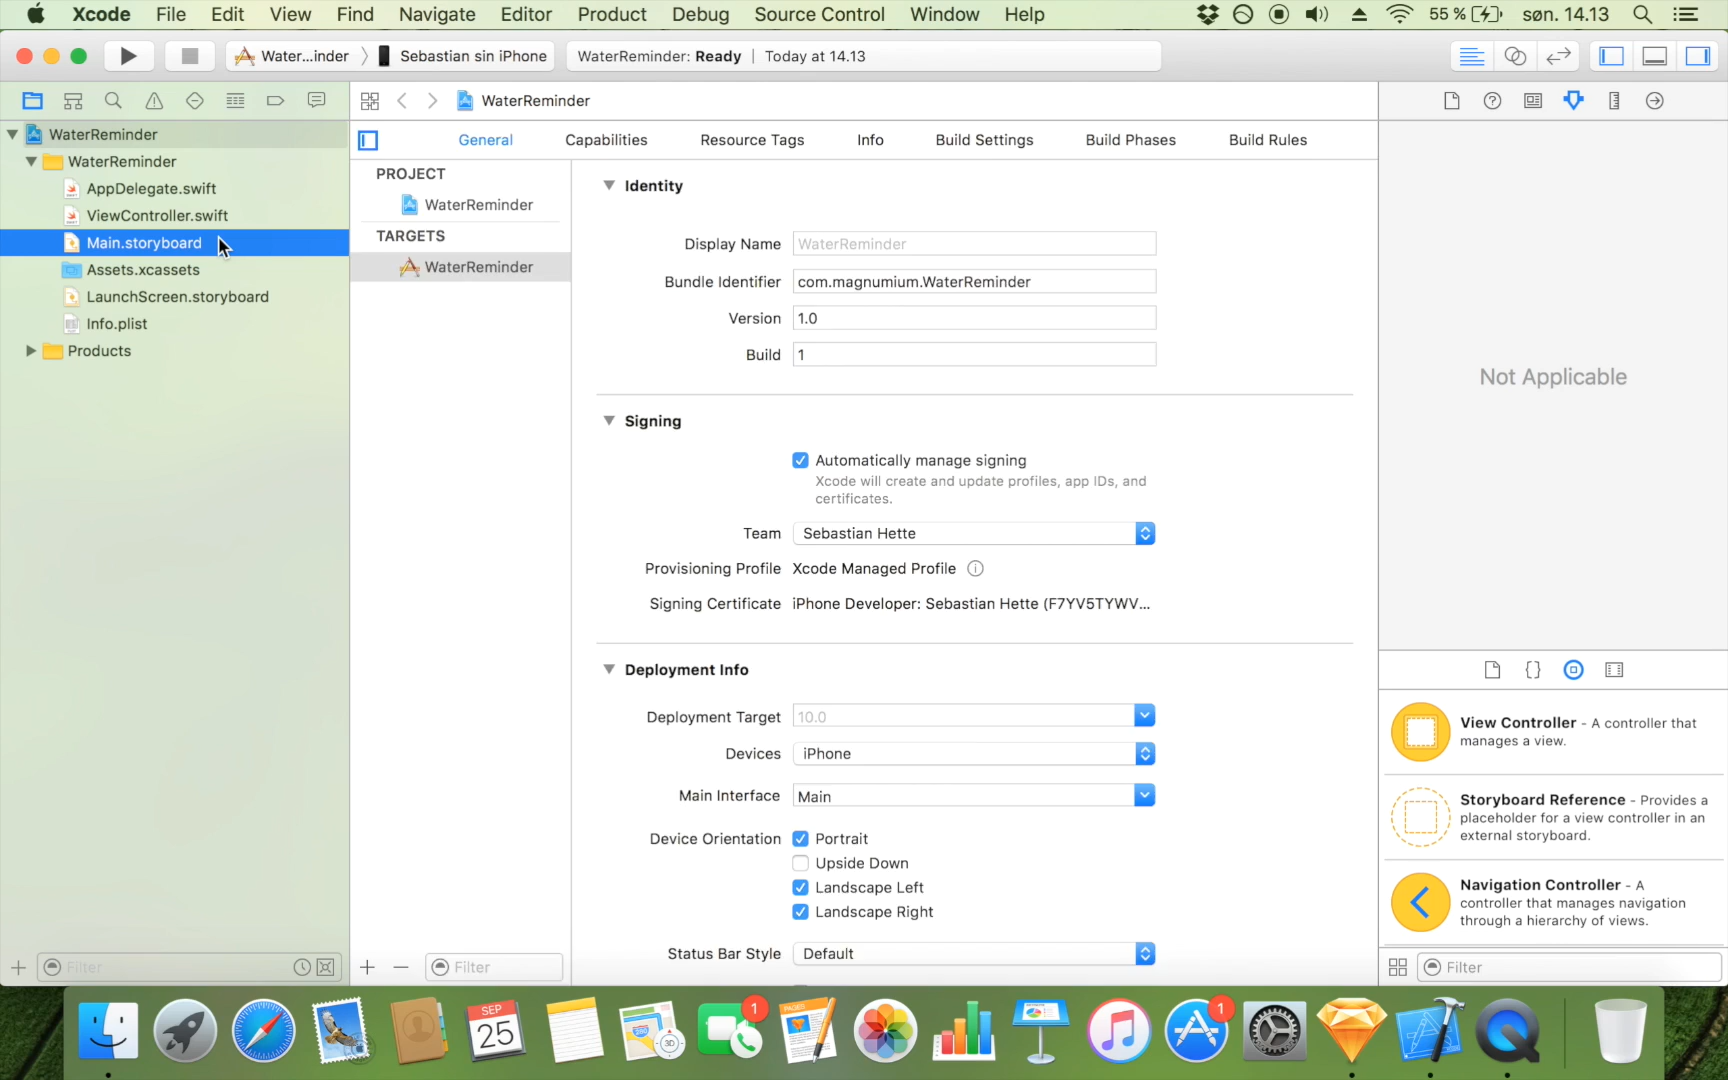 Xcode File Edit View Find Navigate Editor Product Debug Source Control Window Help 55 % søn. 14.13
Water...inder Sebastian sin iPhone WaterReminder: Ready Today at 14.13
WaterReminder
General Capabilities Resource Tags Info Build Settings Build Phases Build Rules
WaterReminder
WaterReminder
AppDelegate.swift
ViewController.swift
Main.storyboard
Assets.xcassets
LaunchScreen.storyboard
Info.plist
Products
Filter
PROJECT
WaterReminder
TARGETS
WaterReminder
Filter
Identity
Display Name WaterReminder
Bundle Identifier com.magnumium.WaterReminder
Version 1.0
Build 1
Signing
Automatically manage signing
Xcode will create and update profiles, app IDs, and
certificates.
Team Sebastian Hette
Provisioning Profile Xcode Managed Profile
Signing Certificate iPhone Developer: Sebastian Hette (F7YV5TYWV...
Deployment Info
Deployment Target 10.0
Devices iPhone
Main Interface Main
Device Orientation Portrait
Upside Down
Landscape Left
Landscape Right
Status Bar Style Default
Not Applicable
View Controller - A controller that
manages a view.
Storyboard Reference - Provides a
placeholder for a view controller in an
external storyboard.
Navigation Controller - A
controller that manages navigation
through a hierarchy of views.
Filter
SEP
25
3D
1
PAGES
1